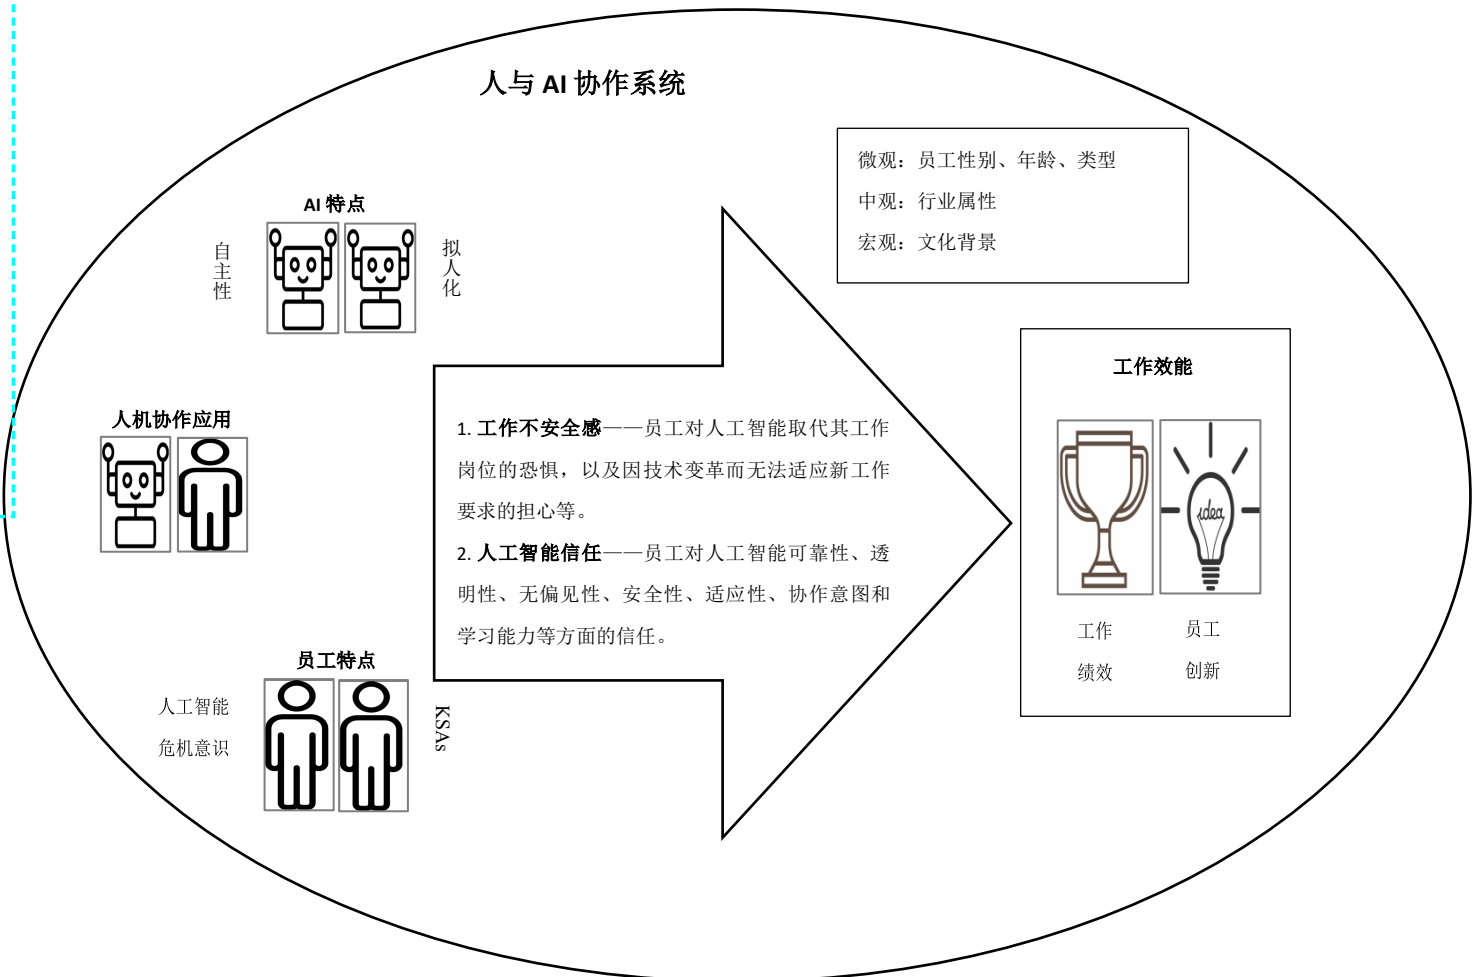 人与 AI 协作系统
微观：员工性别、年龄、类型
中观：行业属性
宏观：文化背景
AI 特点
自主性
拟人化
人机协作应用
1. 工作不安全感——员工对人工智能取代其工作
岗位的恐惧，以及因技术变革而无法适应新工作
要求的担心等。
2. 人工智能信任——员工对人工智能可靠性、透
明性、无偏见性、安全性、适应性、协作意图和
学习能力等方面的信任。
员工特点
人工智能
危机意识
KSAs
工作效能
idea
工作
绩效
员工
创新